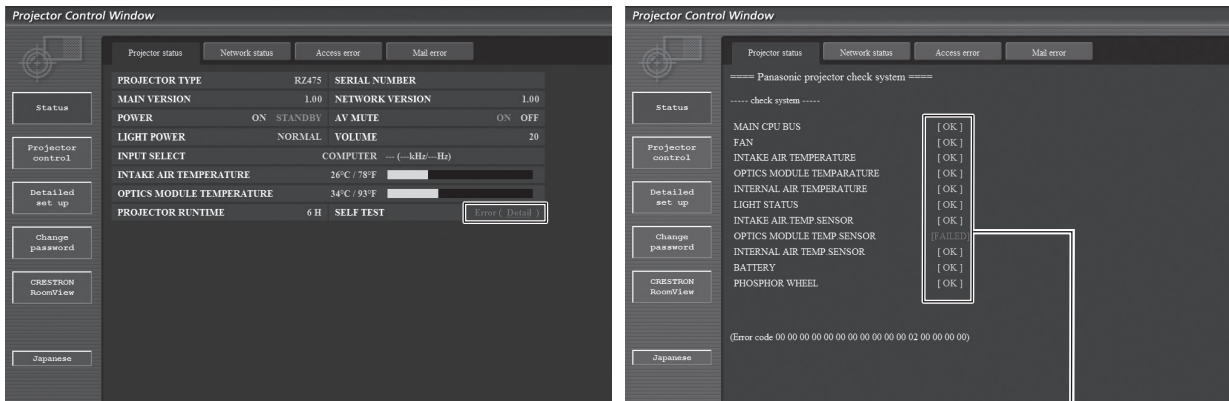 Projector Control Window
Projector status Network status Access error Mail error
Status
Projector
control
Detailed
set up
Change
password
CRESTRON
RoomView
Japanese
PROJECTOR TYPE RZ475 SERIAL NUMBER
MAIN VERSION 1.00 NETWORK VERSION 1.00
POWER ON STANDBY AV MUTE ON OFF
LIGHT POWER NORMAL VOLUME 20
INPUT SELECT COMPUTER --- (---kHz/---Hz)
INTAKE AIR TEMPERATURE 26°C / 78°F
OPTICS MODULE TEMPERATURE 34°C / 93°F
PROJECTOR RUNTIME 6 H SELF TEST Error ( Detail )
Projector Control Window
Projector status Network status Access error Mail error
Status
Projector
control
Detailed
set up
Change
password
CRESTRON
RoomView
Japanese
==== Panasonic projector check system ====
----- check system -----
MAIN CPU BUS [ OK ]
FAN [ OK ]
INTAKE AIR TEMPERATURE [ OK ]
OPTICS MODULE TEMPARATURE [ OK ]
INTERNAL AIR TEMPERATURE [ OK ]
LIGHT STATUS [ OK ]
INTAKE AIR.TEMP.SENSOR [ OK ]
OPTICS MODULE TEMP.SENSOR [FAILED]
INTERNAL AIR TEMP.SENSOR [ OK ]
BATTERY [ OK ]
PHOSPHOR WHEEL [ OK ]
(Error code 00 00 00 00 00 00 00 00 00 00 00 02 00 00 00 00)